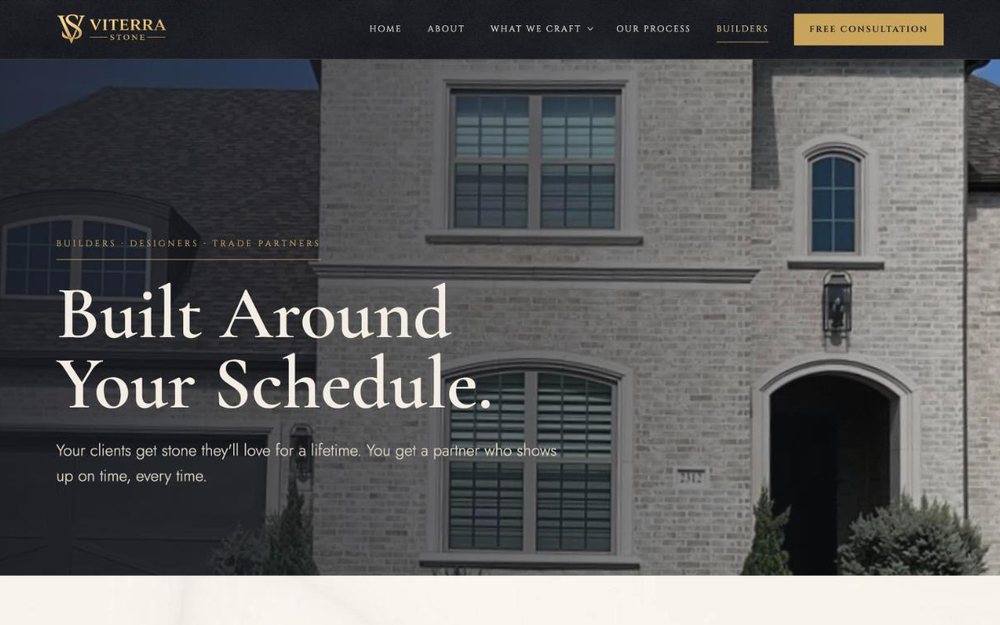 VS VITERRA
STONE
HOME ABOUT WHAT WE CRAFT OUR PROCESS BUILDERS FREE CONSULTATION
BUILDERS · DESIGNERS · TRADE PARTNERS
Built Around
Your Schedule.
Your clients get stone they'll love for a lifetime. You get a partner who shows
up on time, every time.
2312